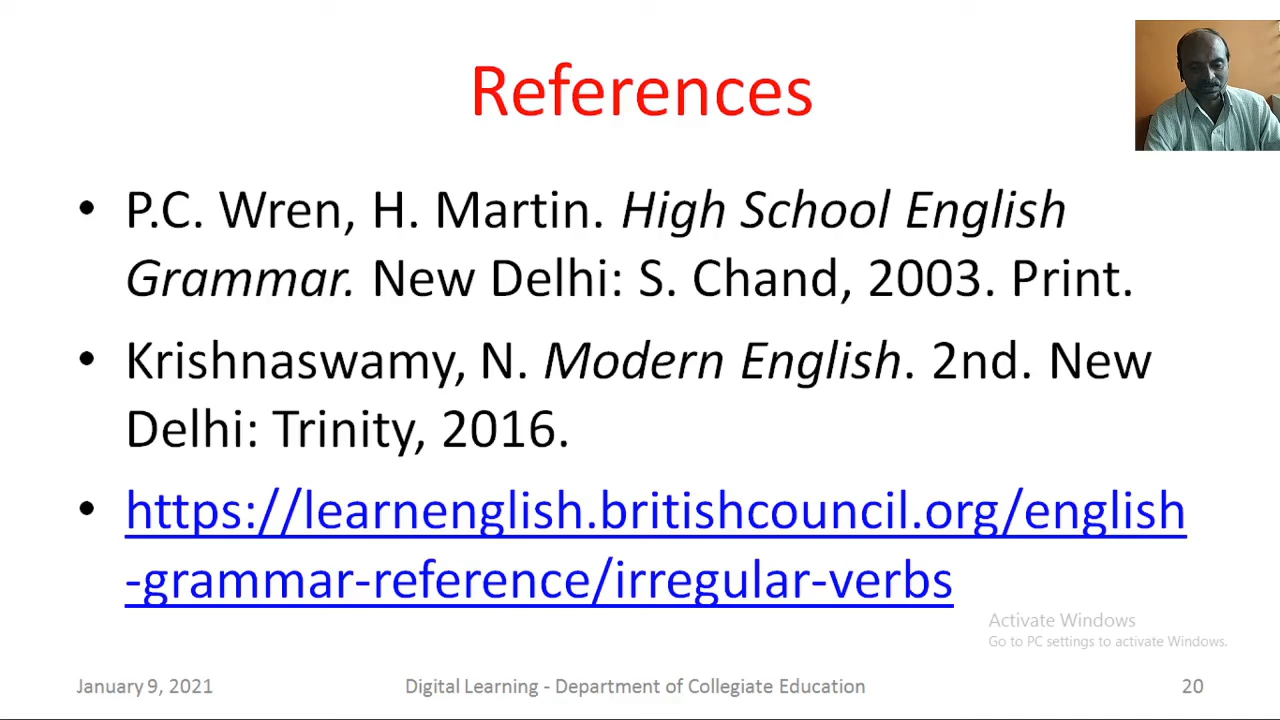 References
• P.C. Wren, H. Martin. High School English
Grammar. New Delhi: S. Chand, 2003. Print.
• Krishnaswamy, N. Modern English. 2nd. New
Delhi: Trinity, 2016.
• https://learnenglish.britishcouncil.org/english
-grammar-reference/irregular-verbs
Activate Windows
Go to PC settings to activate Windows.
January 9, 2021
Digital Learning - Department of Collegiate Education
20